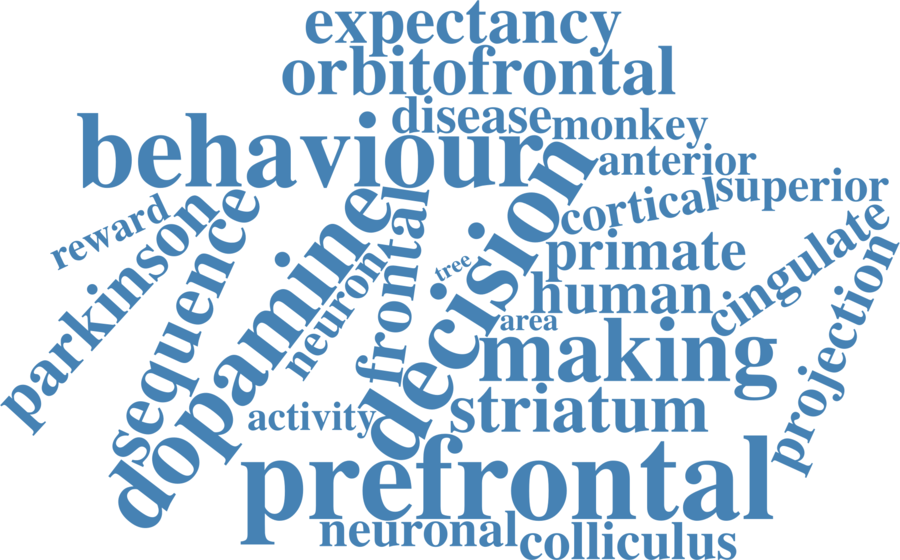 expectancy
orbitofrontal
disease
monkey
behaviour
anterior
superior
cortical
reward
parkinson
sequence
dopamine
neuron
frontal
tree
decision
primate
cingulate
human
projection
area
making
activity
striatum
prefrontal
neuronal
colliculus